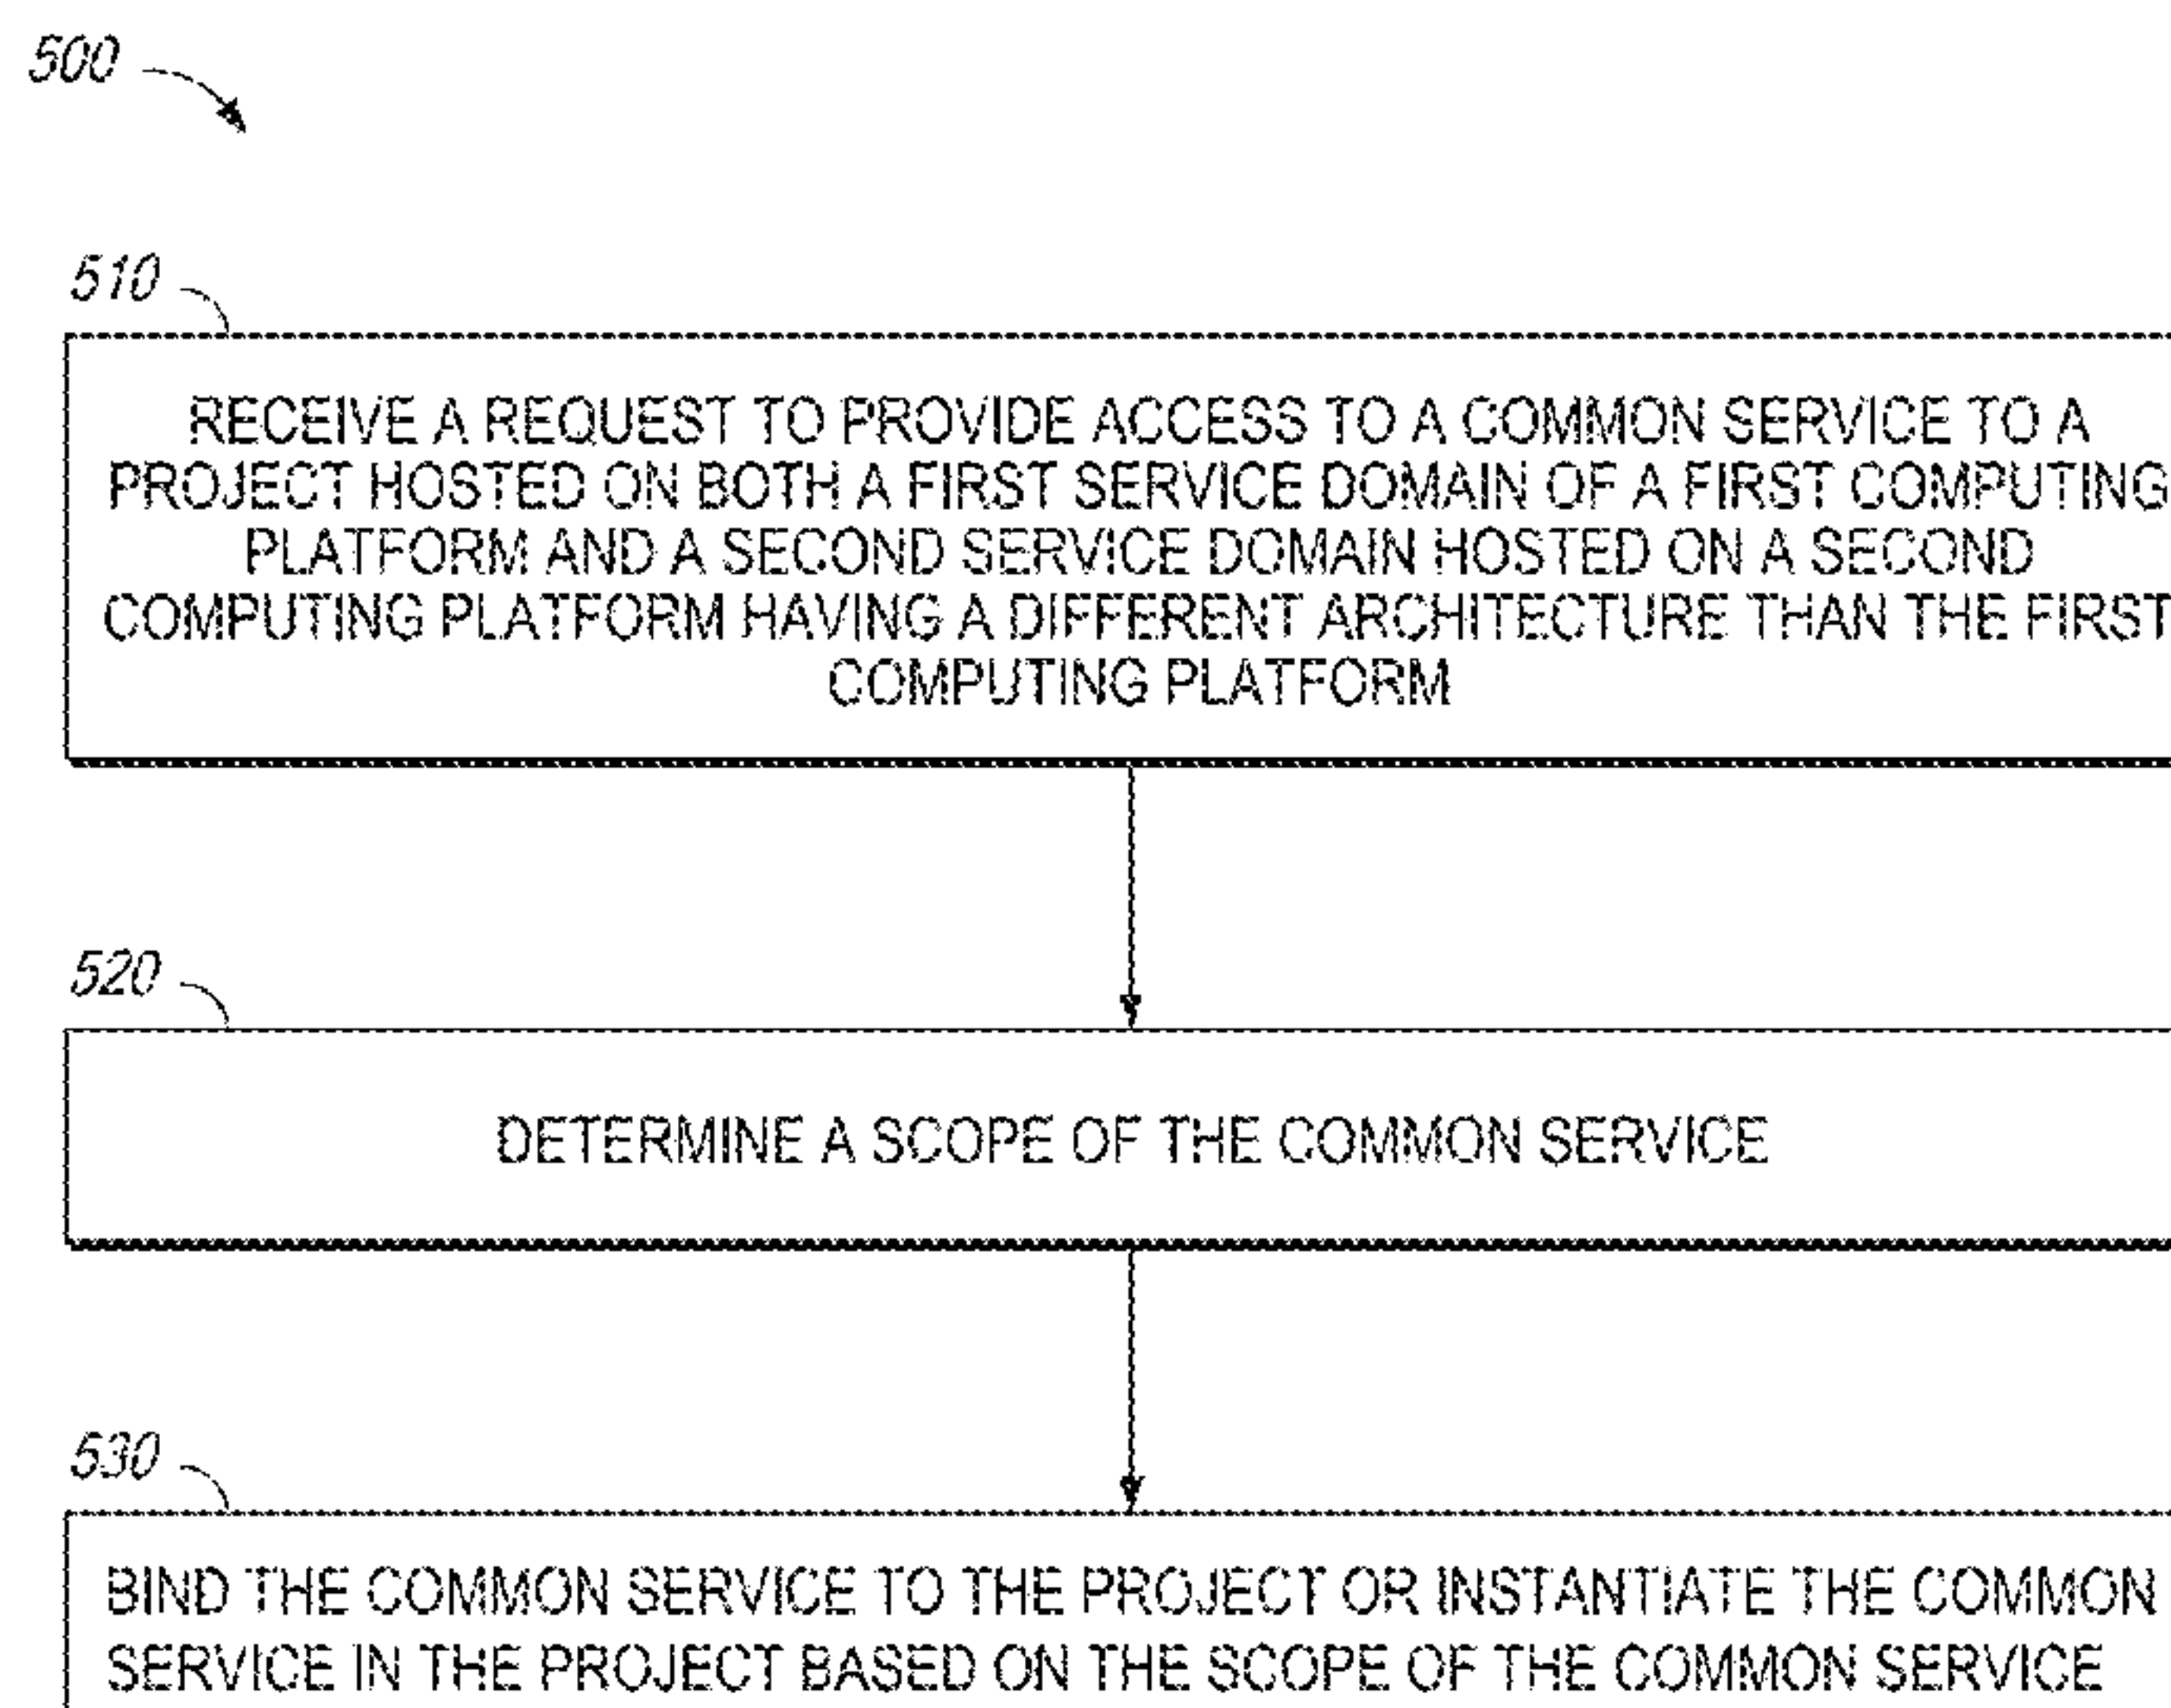 500
510
RECEIVE A REQUEST TO PROVIDE ACCESS TO A COMMON SERVICE TO A
PROJECT HOSTED ON BOTH A FIRST SERVICE DOMAIN OF A FIRST COMPUTING
PLATFORM AND A SECOND SERVICE DOMAIN HOSTED ON A SECOND
COMPUTING PLATFORM HAVING A DIFFERENT ARCHITECTURE THAN THE FIRST
COMPUTING PLATFORM
520
DETERMINE A SCOPE OF THE COMMON SERVICE
530
BIND THE COMMON SERVICE TO THE PROJECT OR INSTANTIATE THE COMMON
SERVICE IN THE PROJECT BASED ON THE SCOPE OF THE COMMON SERVICE